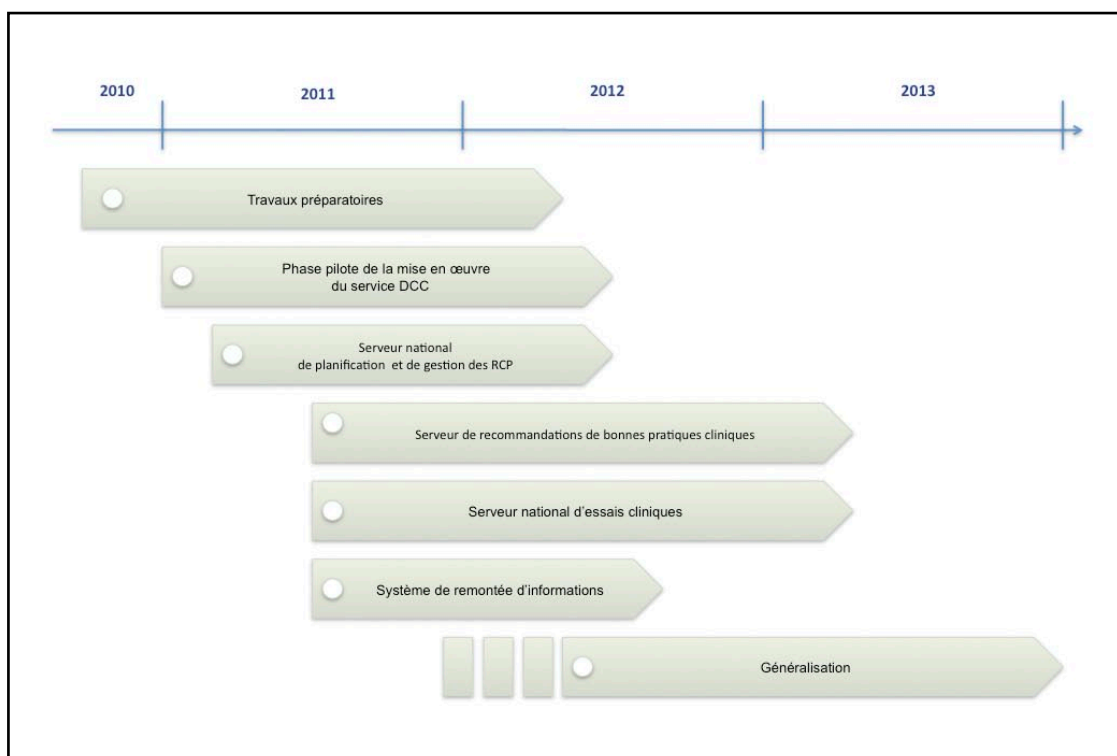 2010
2011
2012
2013
Travaux préparatoires
Phase pilote de la mise en œuvre
du service DCC
Serveur national
de planification et de gestion des RCP
Serveur de recommandations de bonnes pratiques cliniques
Serveur national d’essais cliniques
Système de remontée d’informations
Généralisation